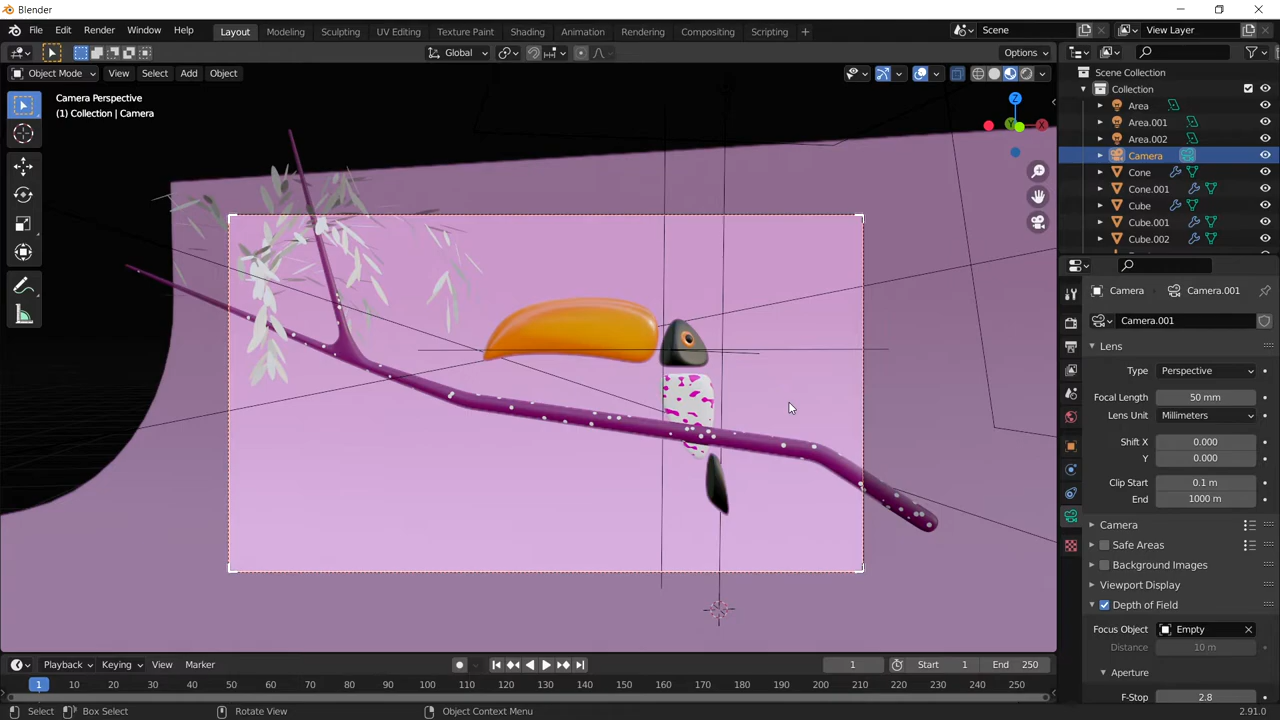 Blender
File Edit Render Window Help Layout Modeling Sculpting UV Editing Texture Paint Shading Animation Rendering Compositing Scripting + Scene View Layer
Global Options
Object Mode View Select Add Object
Camera Perspective
(1) Collection | Camera
Z
X
Y
Scene Collection
Collection
Area
Area.001
Area.002
Camera
Cone
Cone.001
Cube
Cube.001
Cube.002
Camera Camera.001
Camera.001
Lens
Type Perspective
Focal Length 50 mm
Lens Unit Millimeters
Shift X 0.000
Y 0.000
Clip Start 0.1 m
End 1000 m
Camera
Safe Areas
Background Images
Viewport Display
Depth of Field
Focus Object Empty
Distance 10 m
Aperture
F-Stop 2.8
Playback Keying View Marker 1 Start 1 End 250
1 10 20 30 40 50 60 70 80 90 100 110 120 130 140 150 160 170 180 190 200 210 220 230 240 250
Select Box Select Rotate View Object Context Menu 2.91.0